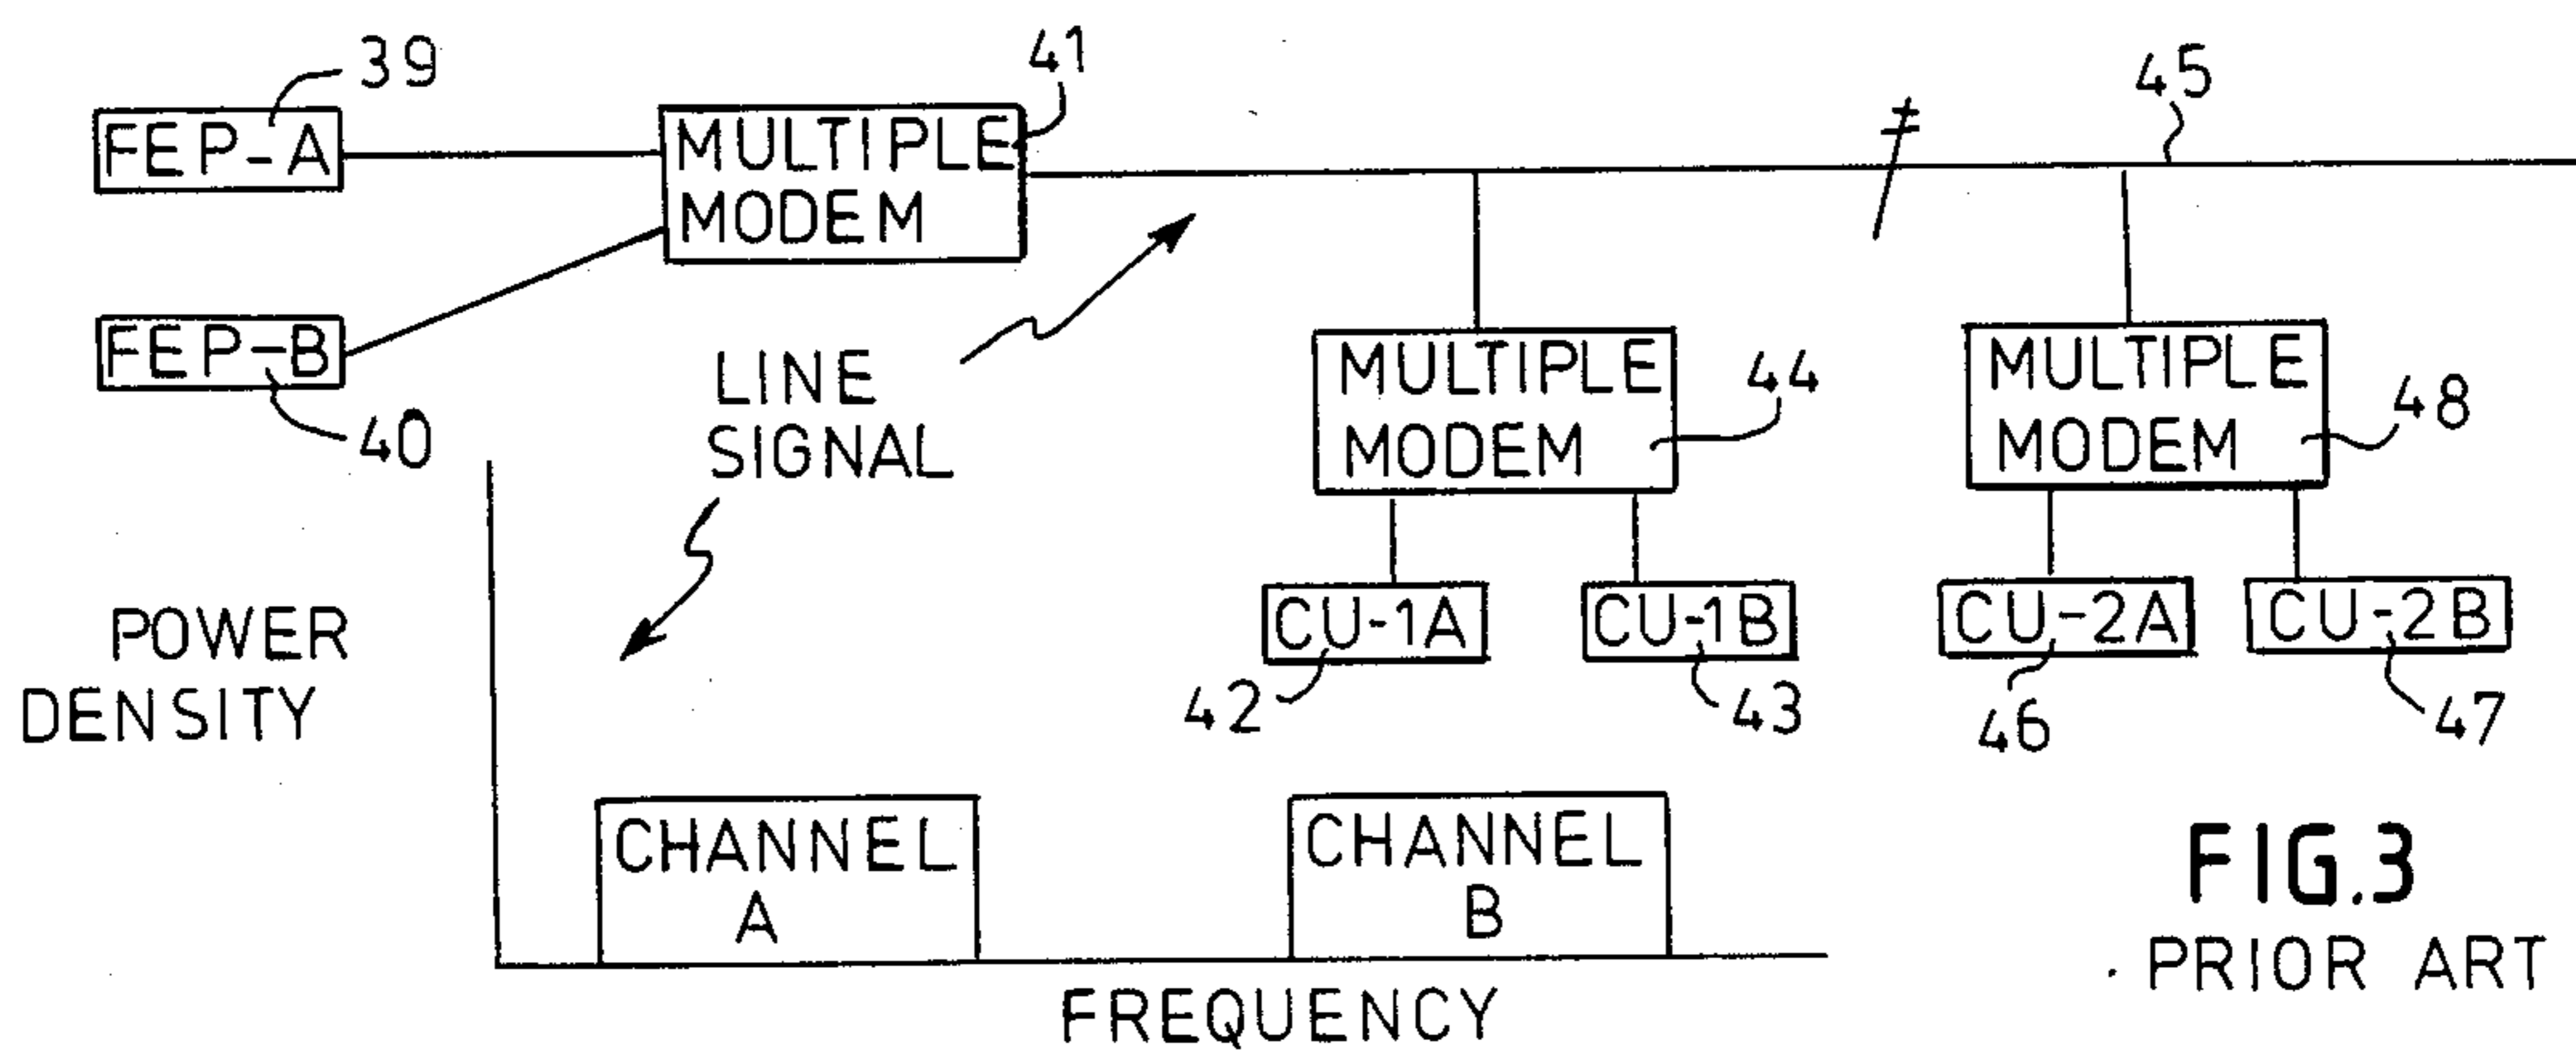 39
41
45
FEP-A
MULTIPLE
MODEM
FEP-B
40
LINE
SIGNAL
MULTIPLE
MODEM
44
MULTIPLE
MODEM
48
POWER
DENSITY
CU-1A
CU-1B
CU-2A
CU-2B
42
43
46
47
CHANNEL
A
CHANNEL
B
FREQUENCY
FIG.3
PRIOR ART